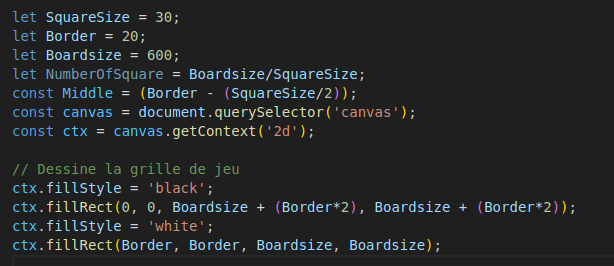 let SquareSize = 30;
let Border = 20;
let Boardsize = 600;
let NumberOfSquare = Boardsize/SquareSize;
const Middle = (Border - (SquareSize/2));
const canvas = document.querySelector('canvas');
const ctx = canvas.getContext('2d');
// Dessine la grille de jeu
ctx.fillStyle = 'black';
ctx.fillRect(0, 0, Boardsize + (Border*2), Boardsize + (Border*2));
ctx.fillStyle = 'white';
ctx.fillRect(Border, Border, Boardsize, Boardsize);